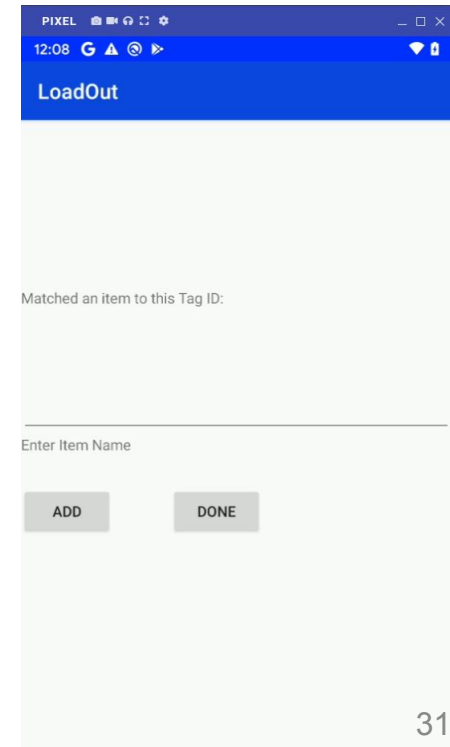 PIXEL
12:08 G
LoadOut
Matched an item to this Tag ID:
Enter Item Name
ADD DONE
31